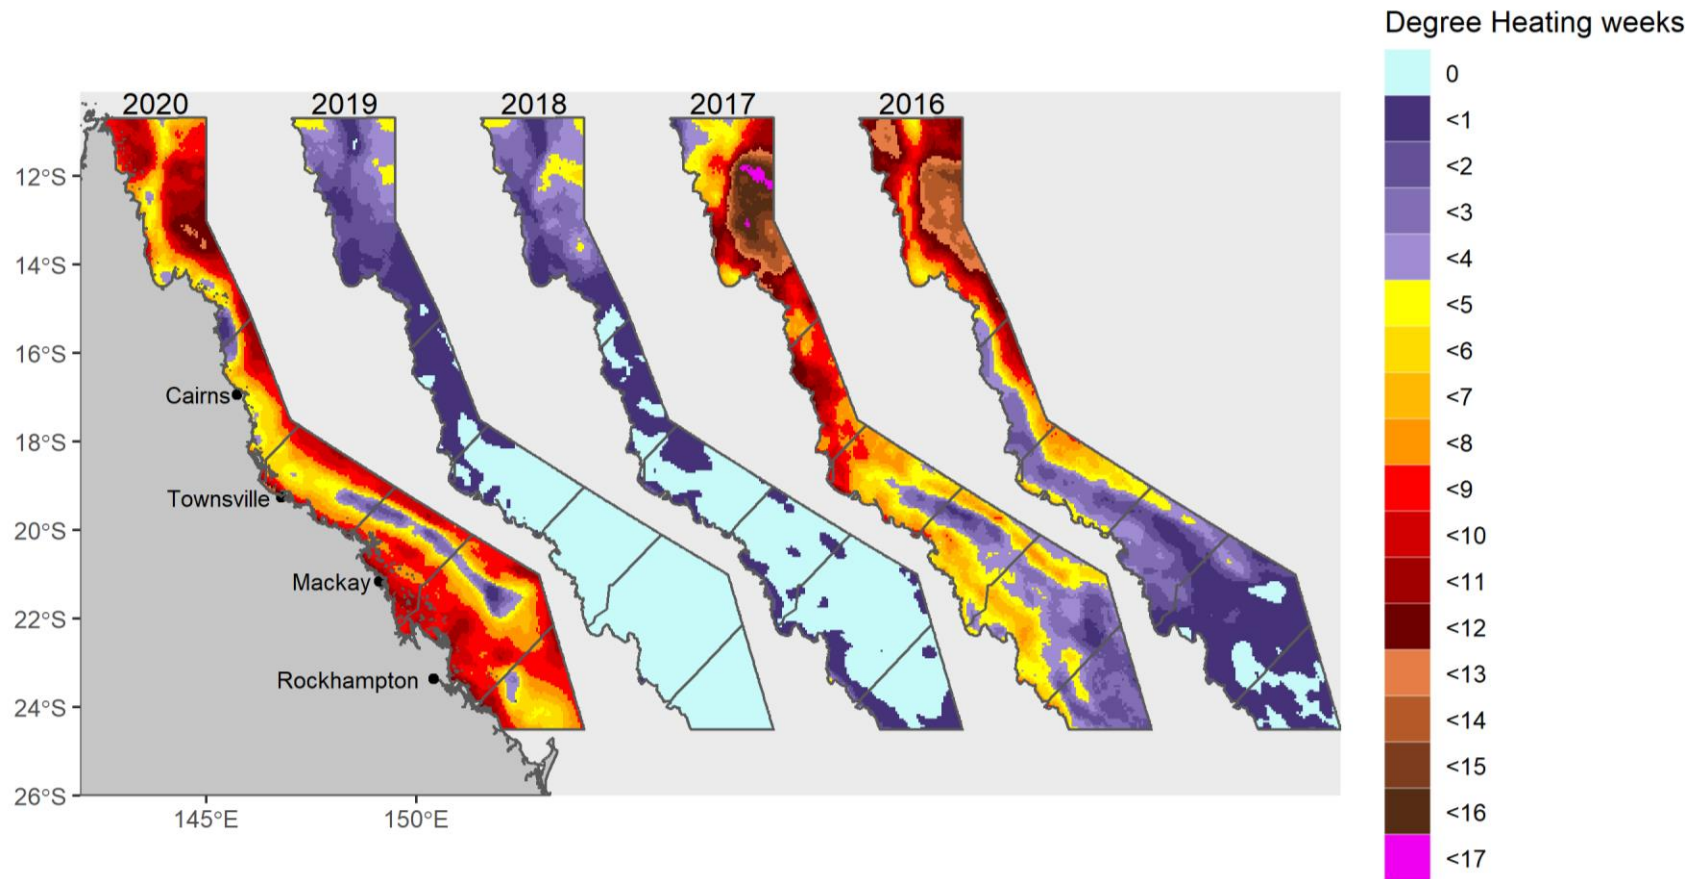 Degree Heating weeks
0
<1
<2
<3
<4
<5
<6
<7
<8
<9
<10
<11
<12
<13
<14
<15
<16
<17
2020 2019 2018 2017 2016
12°S
14°S
16°S
18°S
20°S
22°S
24°S
26°S
Cairns
Townsville
Mackay
Rockhampton
145°E 150°E